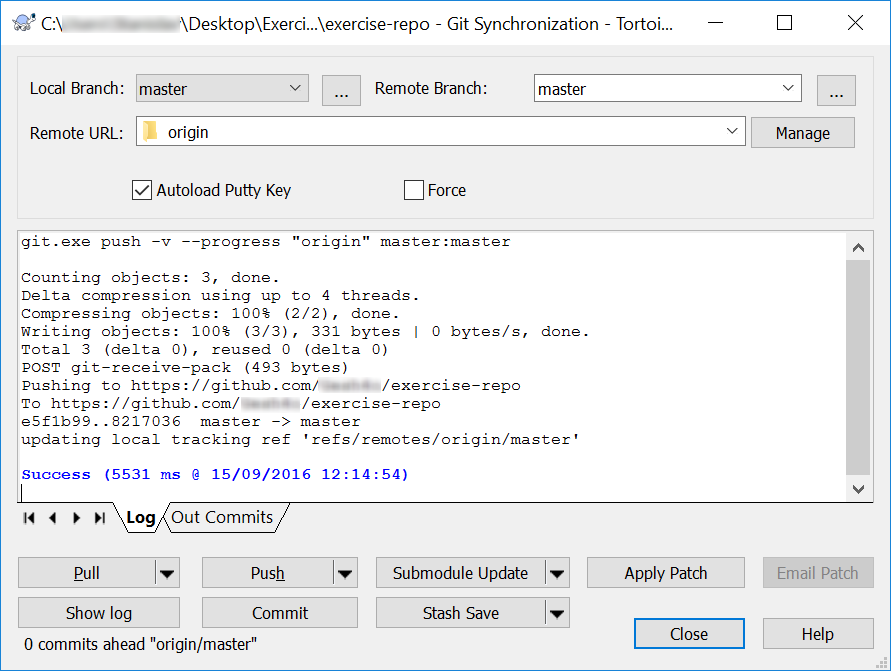 C:\ \Desktop\Exerci...\exercise-repo - Git Synchronization - Tortoi...
Local Branch: master ... Remote Branch: master ...
Remote URL: origin Manage
Autoload Putty Key Force
git.exe push -v --progress "origin" master:master
Counting objects: 3, done.
Delta compression using up to 4 threads.
Compressing objects: 100% (2/2), done.
Writing objects: 100% (3/3), 331 bytes | 0 bytes/s, done.
Total 3 (delta 0), reused 0 (delta 0)
POST git-receive-pack (493 bytes)
Pushing to https://github.com/ /exercise-repo
To https://github.com/ /exercise-repo
e5f1b99..8217036  master -> master
updating local tracking ref 'refs/remotes/origin/master'
Success (5531 ms @ 15/09/2016 12:14:54)
Log Out Commits
Pull Push Submodule Update Apply Patch Email Patch
Show log Commit Stash Save
0 commits ahead "origin/master" Close Help